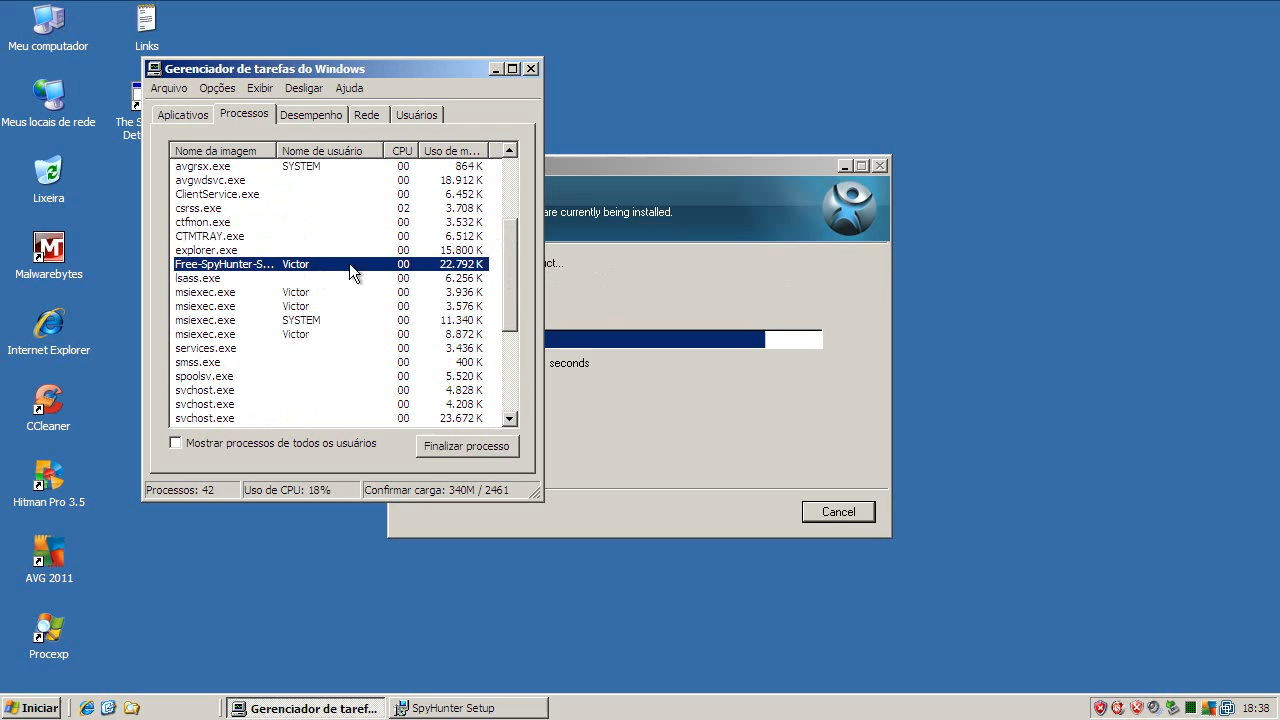 Meu computador
Links
Meus locais de rede
The S
Det
Lixeira
Malwarebytes
Internet Explorer
CCleaner
Hitman Pro 3.5
AVG 2011
Procexp
Gerenciador de tarefas do Windows
Arquivo Opções Exibir Desligar Ajuda
Aplicativos Processos Desempenho Rede Usuários
Nome da imagem Nome de usuário CPU Uso de m...
avgrsx.exe SYSTEM 00 864 K
avgwdsvc.exe 00 18.912 K
ClientService.exe 00 6.452 K
csrss.exe 02 3.708 K
ctfmon.exe 00 3.532 K
CTMTRAY.exe 00 6.512 K
explorer.exe 00 15.800 K
Free-SpyHunter-S... Victor 00 22.792 K
lsass.exe 00 6.256 K
msiexec.exe Victor 00 3.936 K
msiexec.exe Victor 00 3.576 K
msiexec.exe SYSTEM 00 11.340 K
msiexec.exe Victor 00 8.872 K
services.exe 00 3.436 K
smss.exe 00 400 K
spoolsv.exe 00 5.520 K
svchost.exe 00 4.828 K
svchost.exe 00 4.208 K
svchost.exe 00 23.672 K
Mostrar processos de todos os usuários Finalizar processo
Processos: 42 Uso de CPU: 18% Confirmar carga: 340M / 2461
are currently being installed.
uct...
seconds
Cancel
Iniciar Gerenciador de taref... SpyHunter Setup 18:38